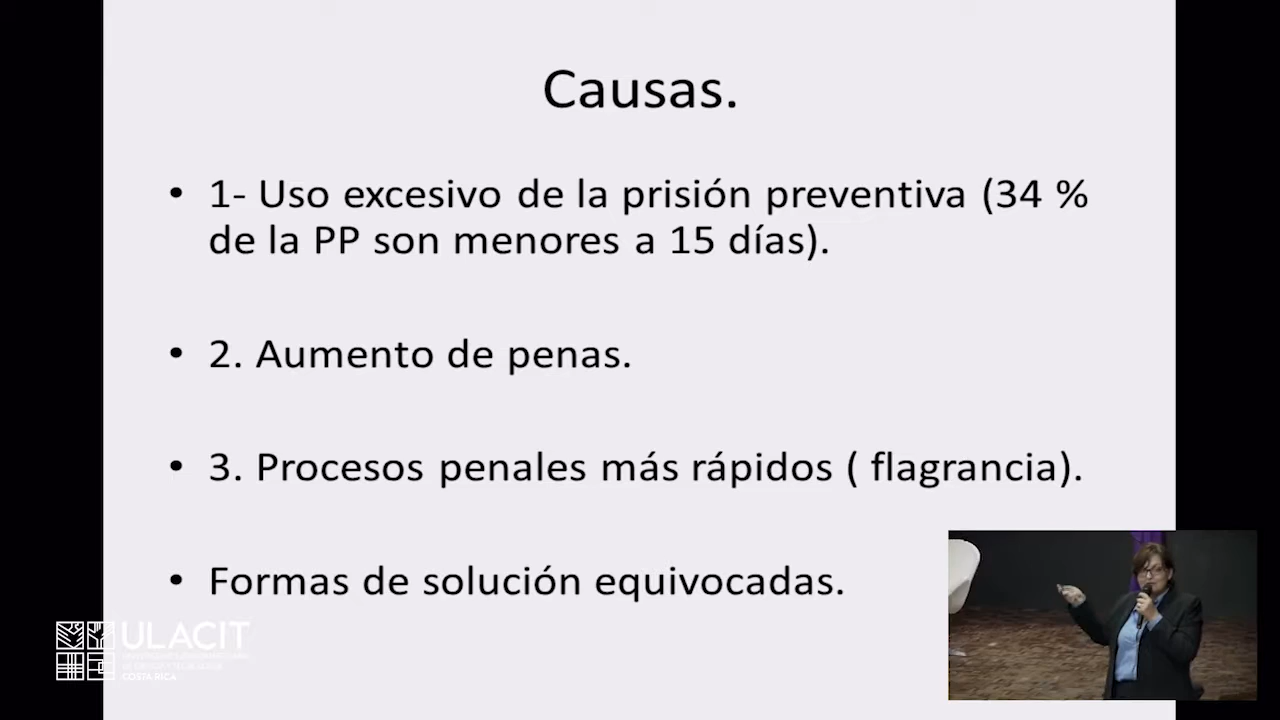 Causas.
• 1- Uso excesivo de la prisión preventiva (34 %
de la PP son menores a 15 días).
• 2. Aumento de penas.
• 3. Procesos penales más rápidos ( flagrancia).
• Formas de solución equivocadas.
ULACIT
COSTA RICA